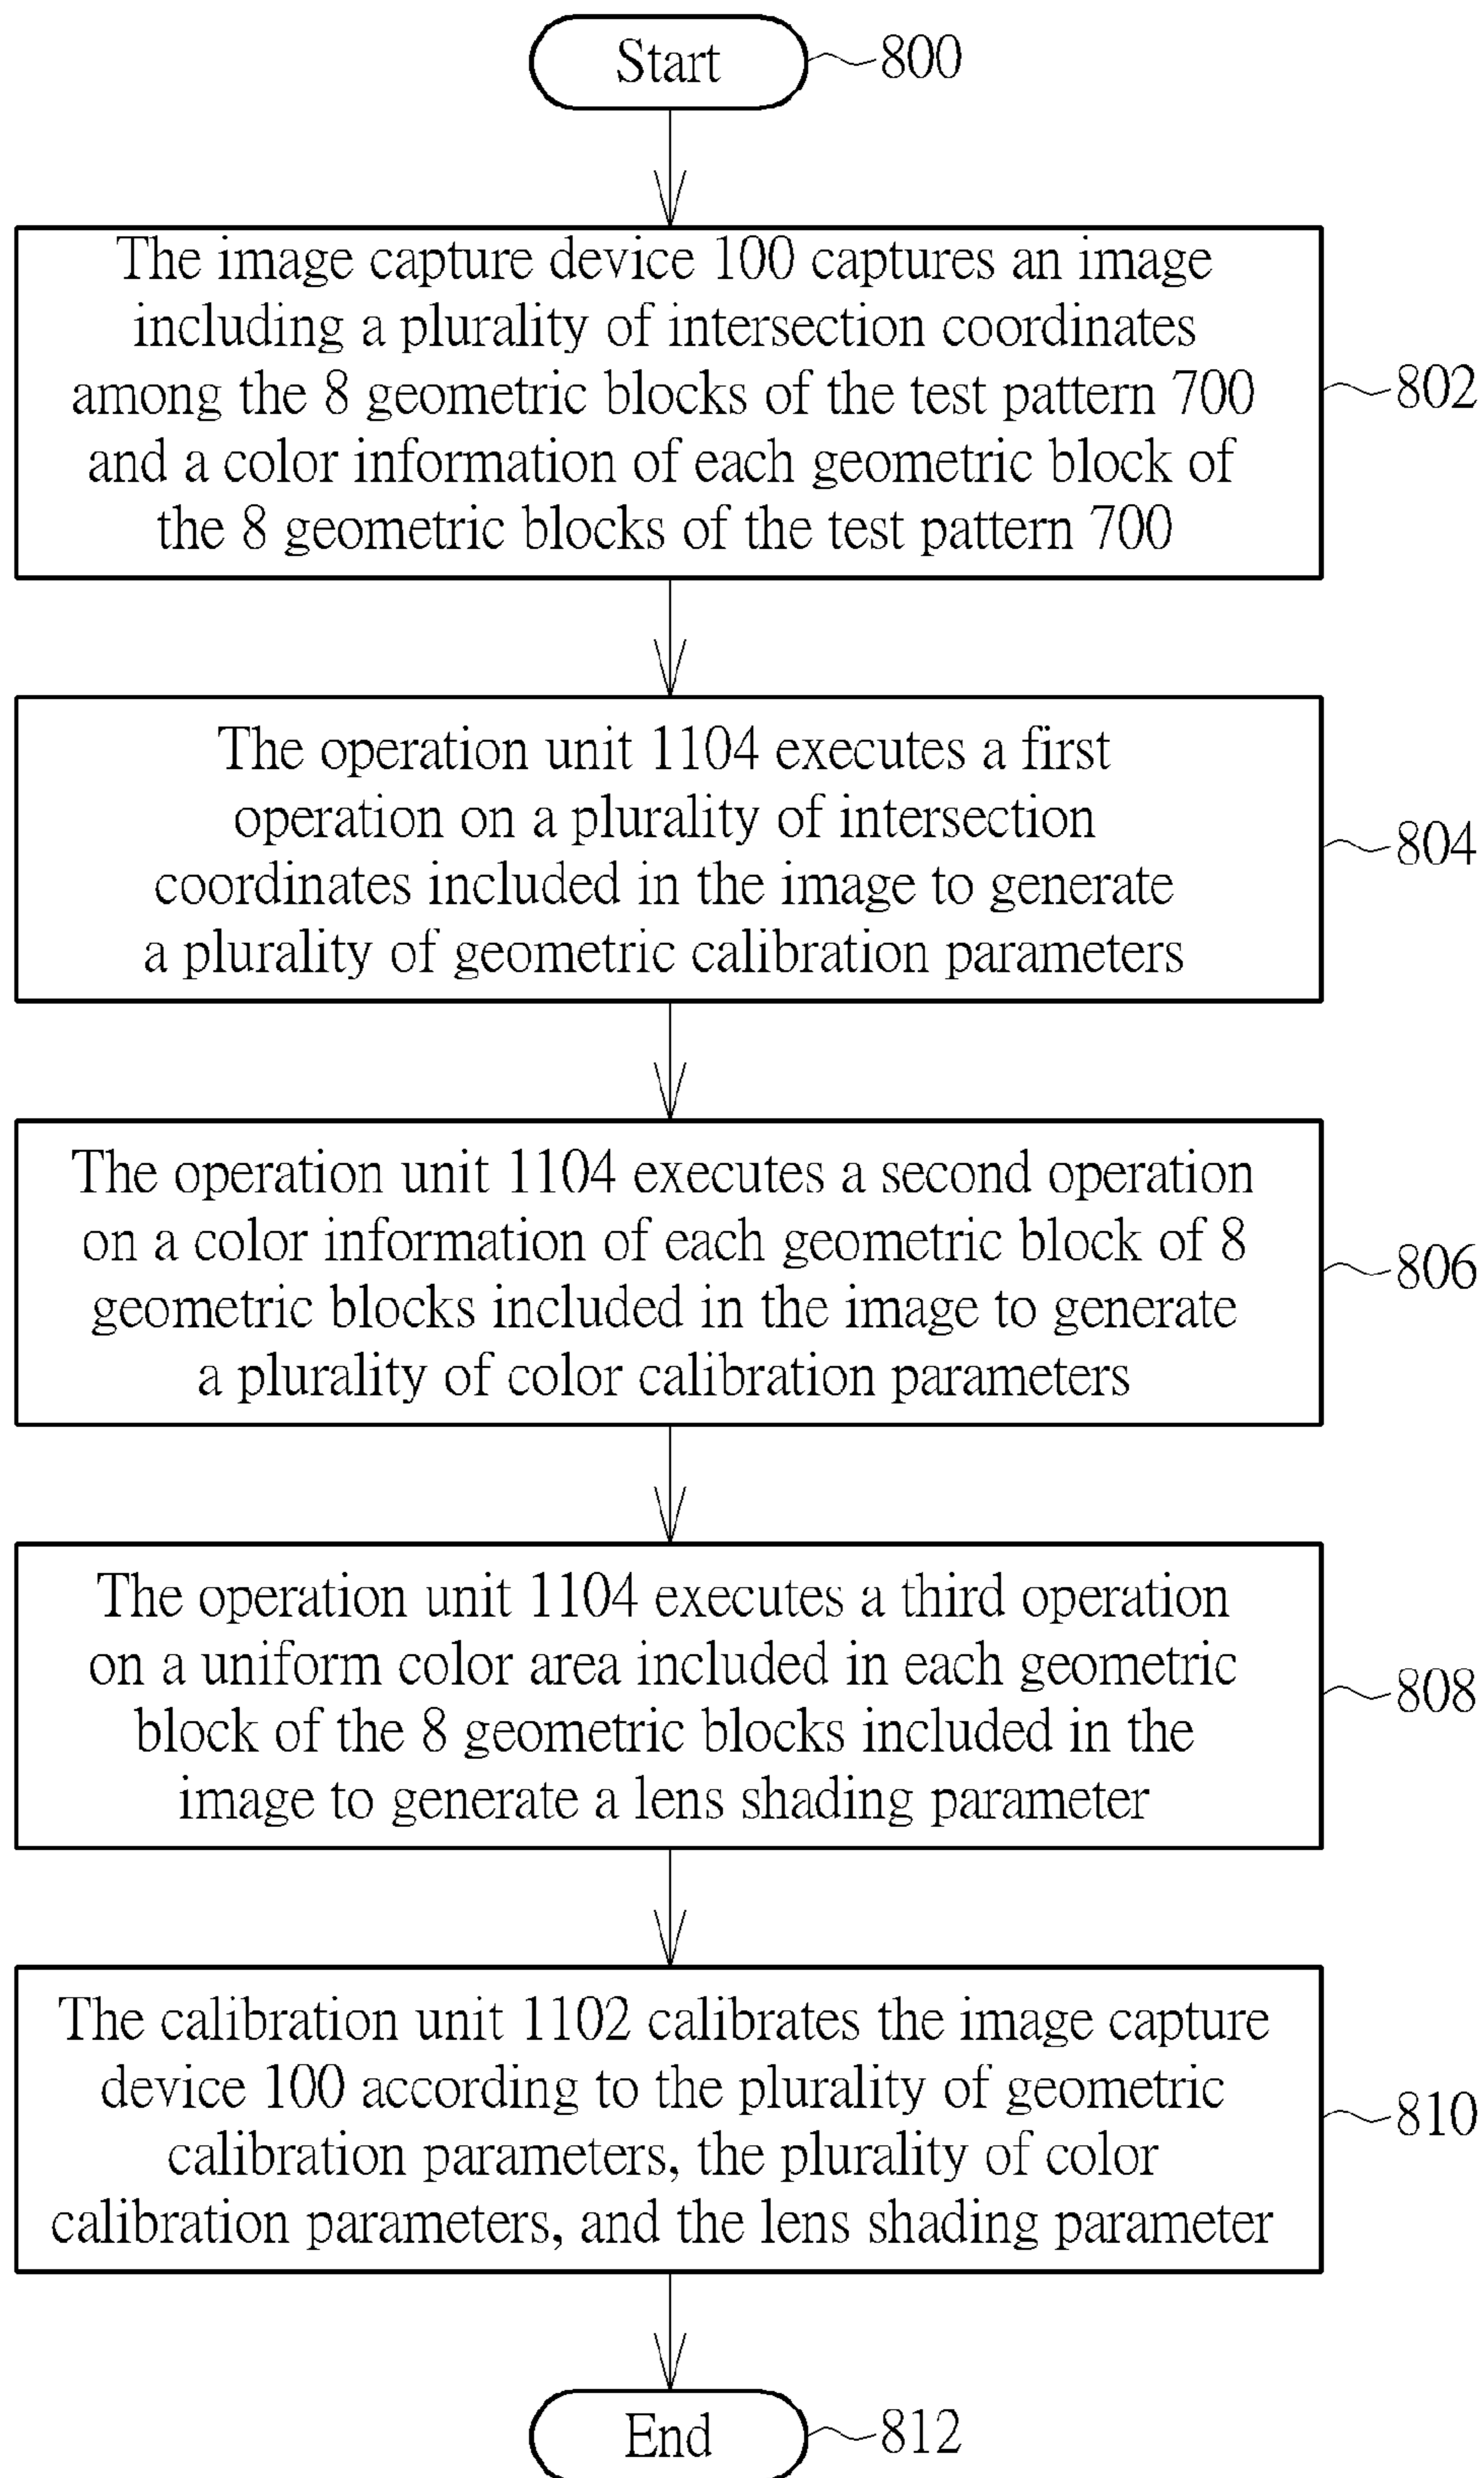 Start
800
The image capture device 100 captures an image
including a plurality of intersection coordinates
among the 8 geometric blocks of the test pattern 700
and a color information of each geometric block of
the 8 geometric blocks of the test pattern 700
802
The operation unit 1104 executes a first
operation on a plurality of intersection
coordinates included in the image to generate
a plurality of geometric calibration parameters
804
The operation unit 1104 executes a second operation
on a color information of each geometric block of 8
geometric blocks included in the image to generate
a plurality of color calibration parameters
806
The operation unit 1104 executes a third operation
on a uniform color area included in each geometric
block of the 8 geometric blocks included in the
image to generate a lens shading parameter
808
The calibration unit 1102 calibrates the image capture
device 100 according to the plurality of geometric
calibration parameters, the plurality of color
calibration parameters, and the lens shading parameter
810
End
812